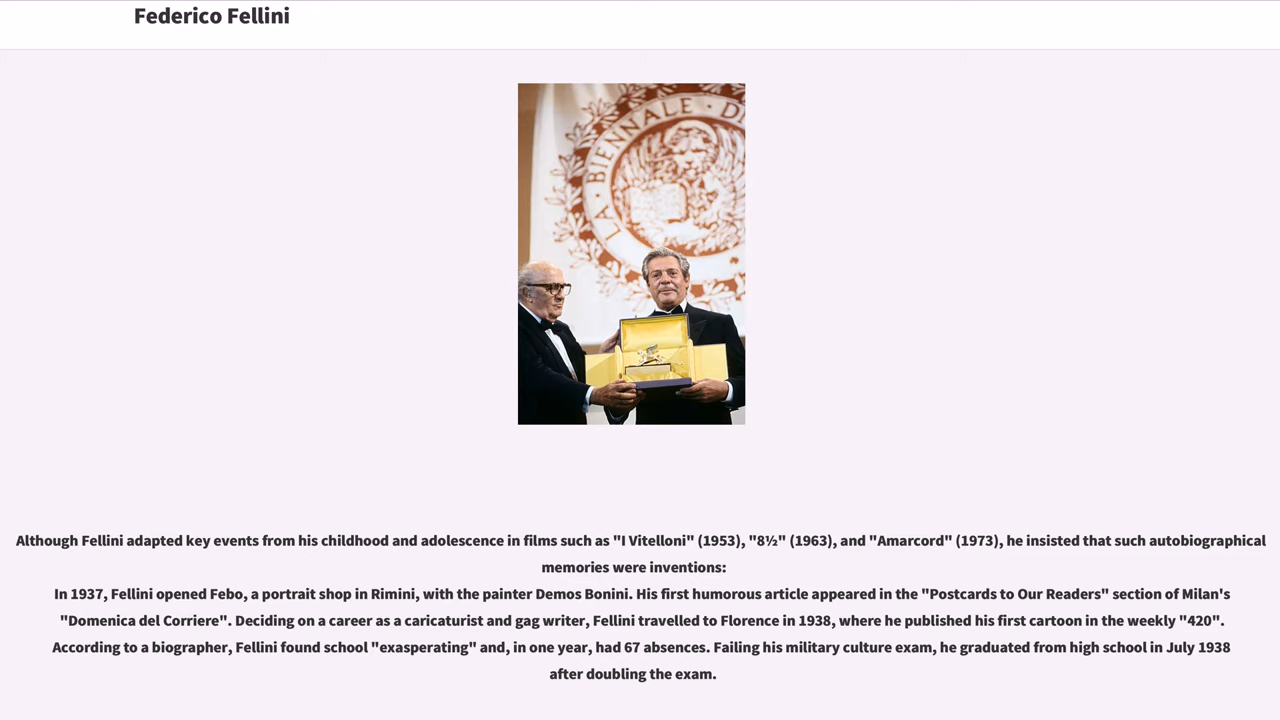 Federico Fellini
LA · BIENNALE · DI
Although Fellini adapted key events from his childhood and adolescence in films such as "I Vitelloni" (1953), "8½" (1963), and "Amarcord" (1973), he insisted that such autobiographical
memories were inventions:
In 1937, Fellini opened Febo, a portrait shop in Rimini, with the painter Demos Bonini. His first humorous article appeared in the "Postcards to Our Readers" section of Milan's
"Domenica del Corriere". Deciding on a career as a caricaturist and gag writer, Fellini travelled to Florence in 1938, where he published his first cartoon in the weekly "420".
According to a biographer, Fellini found school "exasperating" and, in one year, had 67 absences. Failing his military culture exam, he graduated from high school in July 1938
after doubling the exam.